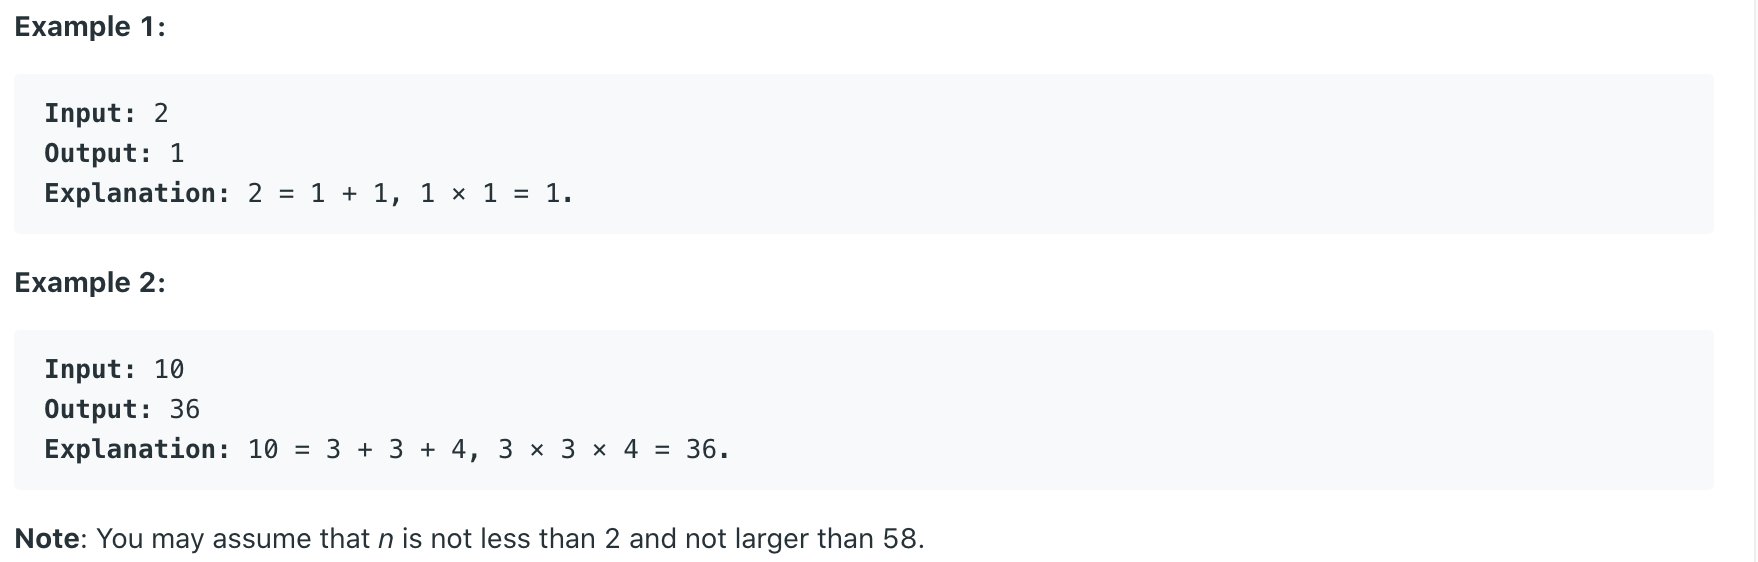 Example 1:
Input: 2
Output: 1
Explanation: 2 = 1 + 1, 1 × 1 = 1.
Example 2:
Input: 10
Output: 36
Explanation: 10 = 3 + 3 + 4, 3 × 3 × 4 = 36.
Note: You may assume that n is not less than 2 and not larger than 58.